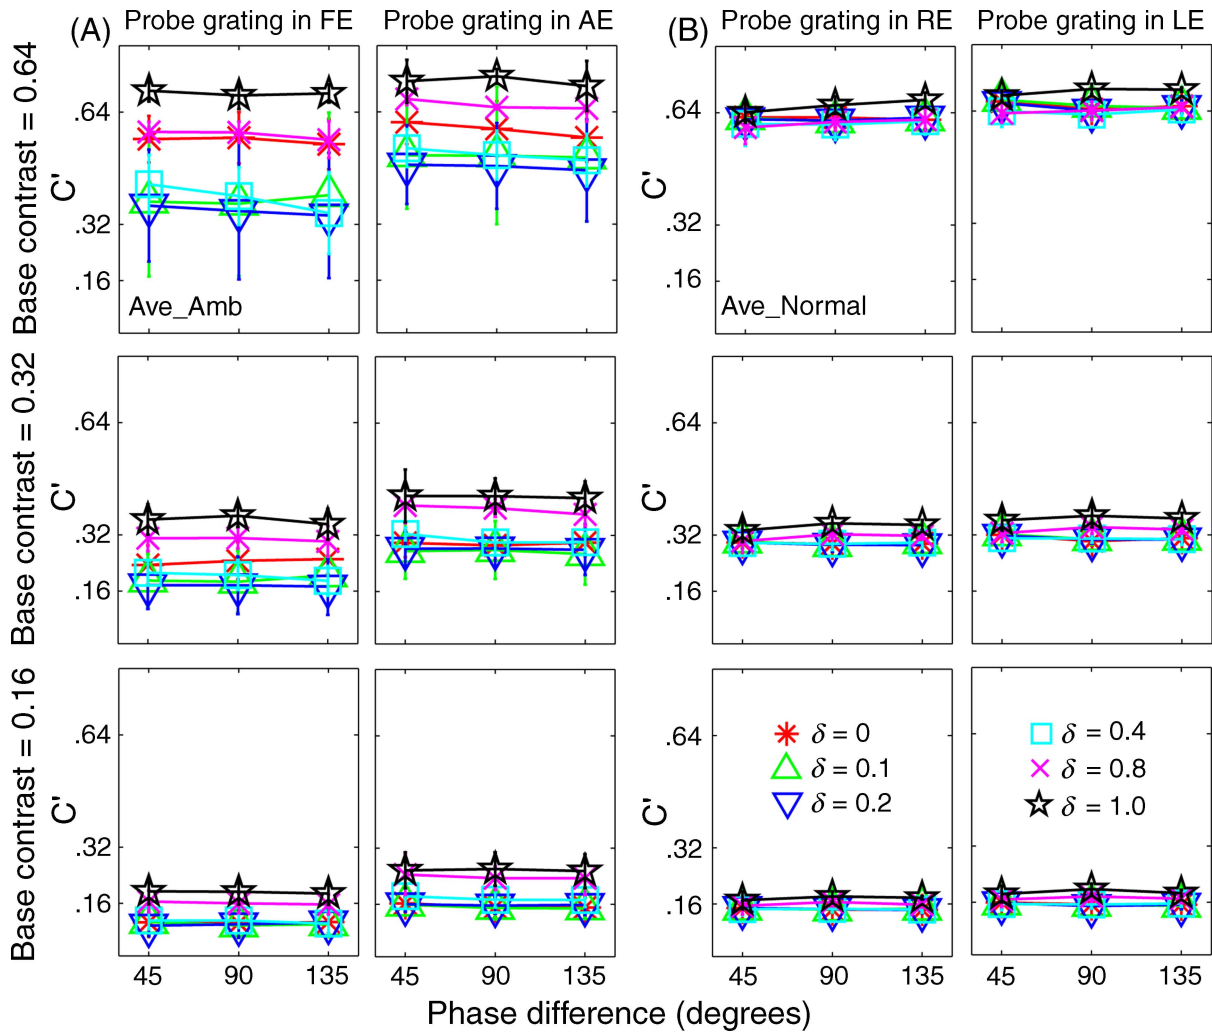 (A) Probe grating in FE Probe grating in AE (B) Probe grating in RE Probe grating in LE
Base contrast = 0.64
C'
.64
.32
.16
Ave_Amb
C'
.64
.32
.16
Ave_Normal
Base contrast = 0.32
C'
.64
.32
.16
C'
.64
.32
.16
Base contrast = 0.16
C'
.64
.32
.16
C'
.64
.32
.16
δ = 0
δ = 0.1
δ = 0.2
δ = 0.4
δ = 0.8
δ = 1.0
45 90 135 45 90 135 45 90 135 45 90 135
Phase difference (degrees)